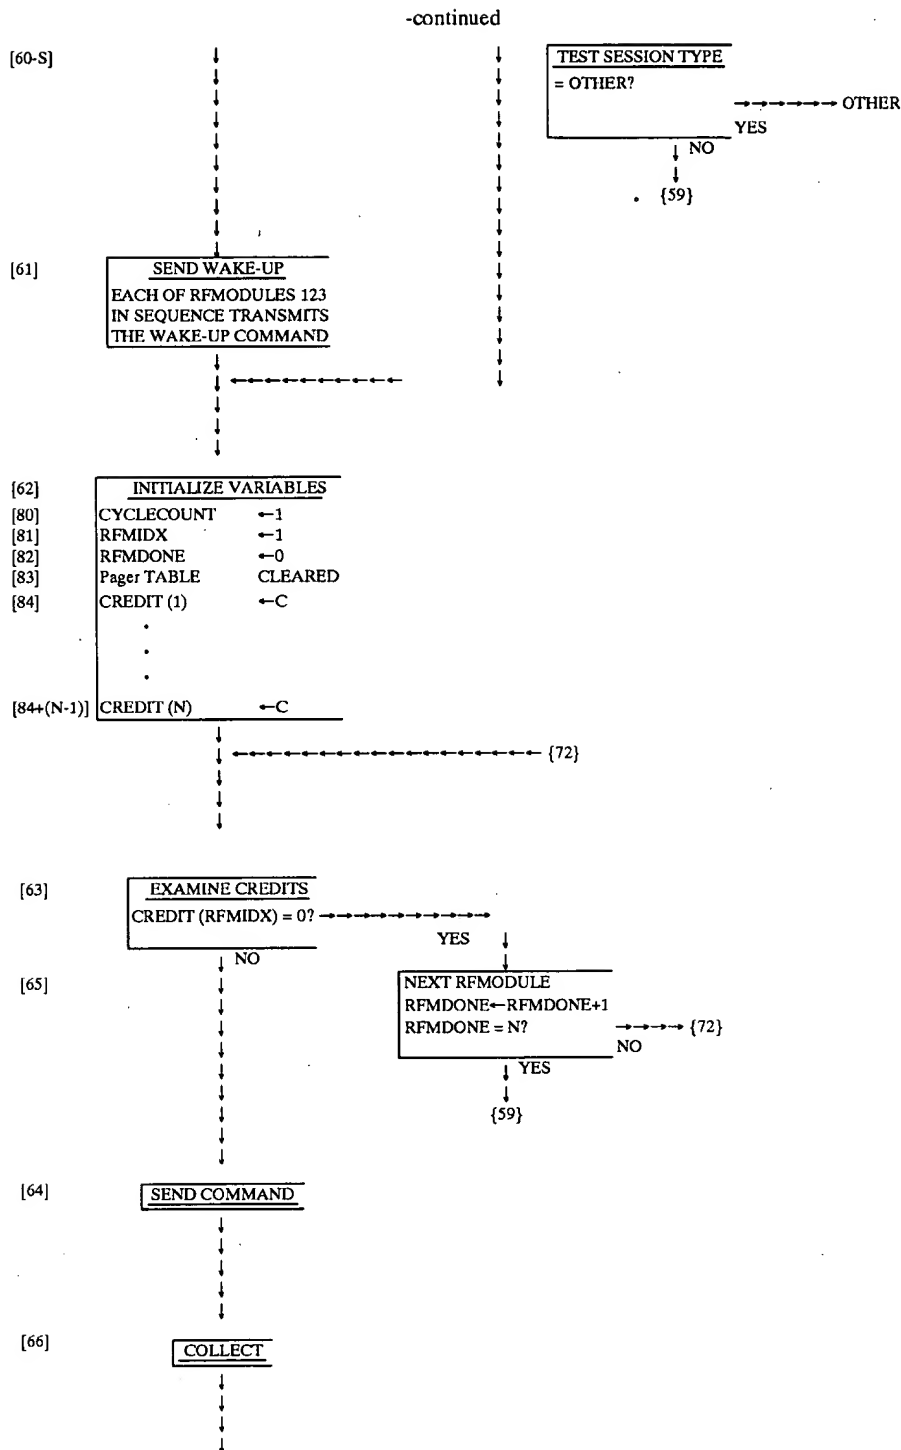 -continued
[60-S] TEST SESSION TYPE
= OTHER?
OTHER
YES
NO
{59}
[61] SEND WAKE-UP
EACH OF RFMODULES 123
IN SEQUENCE TRANSMITS
THE WAKE-UP COMMAND
[62] INITIALIZE VARIABLES
[80] CYCLECOUNT ←1
[81] RFMIDX ←1
[82] RFMDONE ←0
[83] Pager TABLE CLEARED
[84] CREDIT (1) ←C
[84+(N-1)] CREDIT (N) ←C
{72}
[63] EXAMINE CREDITS
CREDIT (RFMIDX) = 0?
YES
NO
[65] NEXT RFMODULE
RFMDONE←RFMDONE+1
RFMDONE = N? {72}
NO
YES
{59}
[64] SEND COMMAND
[66] COLLECT